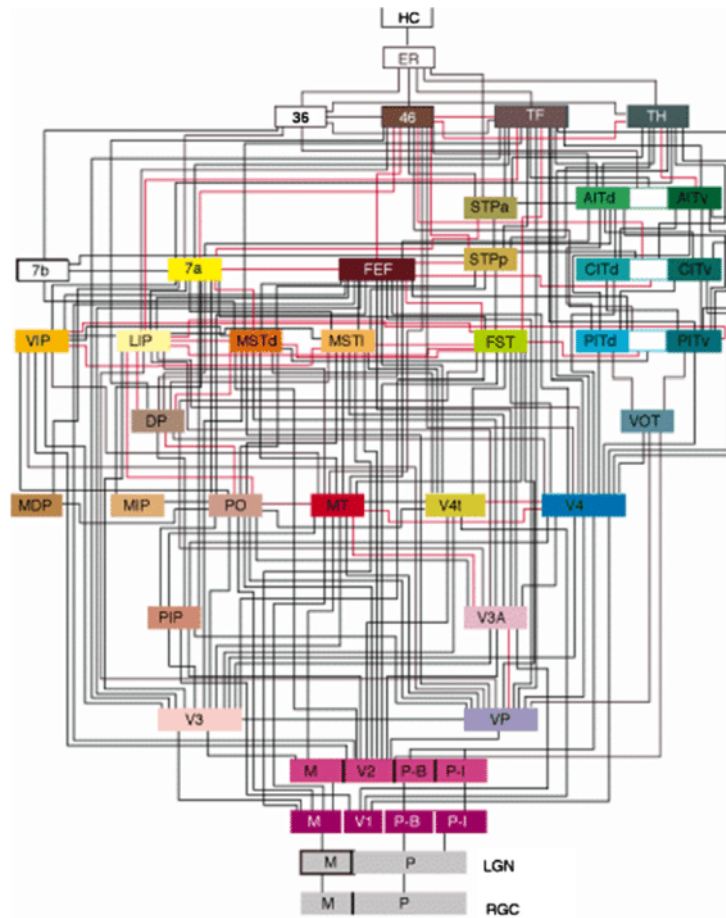 HC
ER
36 46 TF TH
STPa AITd AITv
7b 7a FEF STPp CITd CITv
VIP LIP MSTd MSTl FST PITd PITv
DP VOT
MDP MIP PO MT V4t V4
PIP V3A
V3 VP
M V2 P-B P-I
M V1 P-B P-I
M P LGN
M P RGC